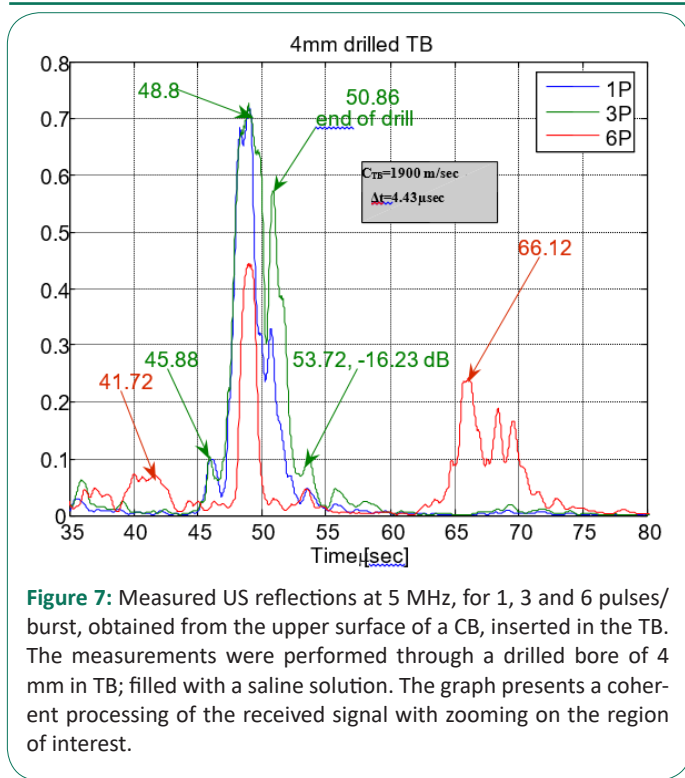 4mm drilled TB
0.8
0.7
0.6
0.5
0.4
0.3
0.2
0.1
0
48.8
50.86
end of drill
1P
3P
6P
C_TB=1900 m/sec
Δt=4.43μsec
66.12
45.88
53.72, -16.23 dB
41.72
35
40
45
50
55
60
65
70
75
80
Time,[sec]
Figure 7: Measured US reflections at 5 MHz, for 1, 3 and 6 pulses/
burst, obtained from the upper surface of a CB, inserted in the TB.
The measurements were performed through a drilled bore of 4
mm in TB; filled with a saline solution. The graph presents a coher-
ent processing of the received signal with zooming on the region
of interest.